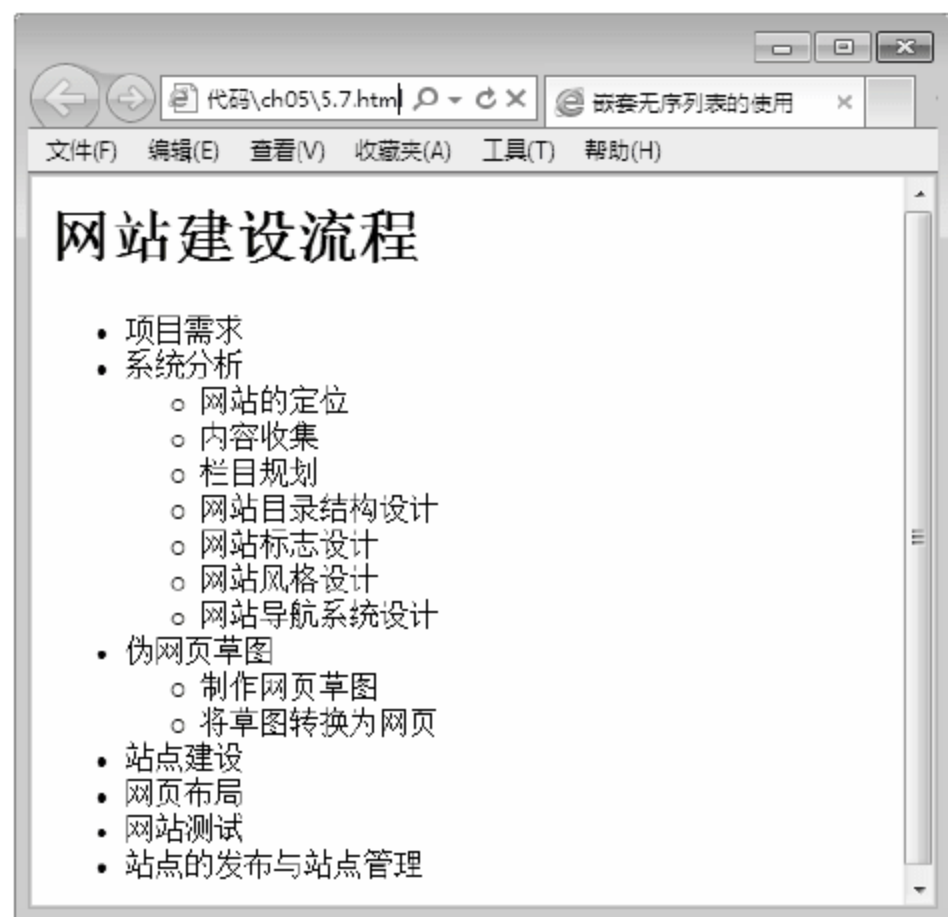 代码\ch05\5.7.html
嵌套无序列表的使用
文件(F) 编辑(E) 查看(V) 收藏夹(A) 工具(T) 帮助(H)
网站建设流程
项目需求
系统分析
网站的定位
内容收集
栏目规划
网站目录结构设计
网站标志设计
网站风格设计
网站导航系统设计
伪网页草图
制作网页草图
将草图转换为网页
站点建设
网页布局
网站测试
站点的发布与站点管理